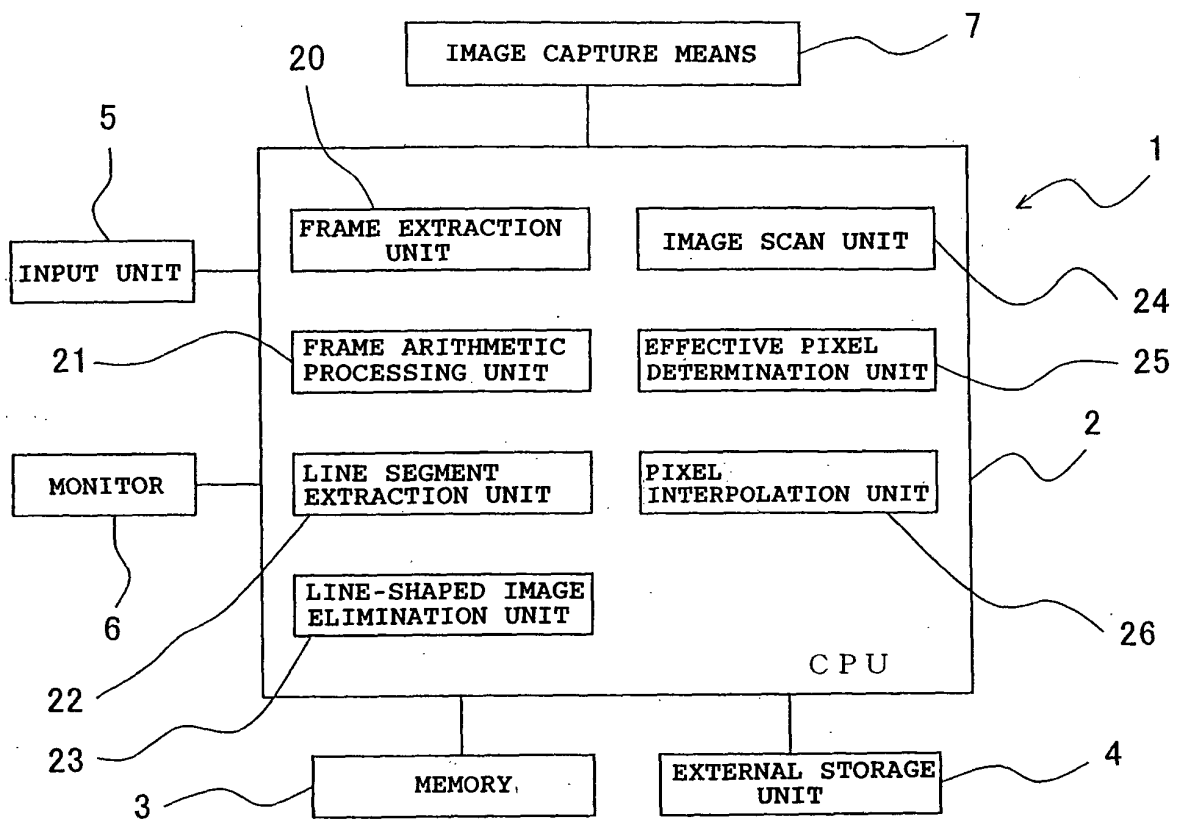 7
IMAGE CAPTURE MEANS
20
5
1
FRAME EXTRACTION
UNIT
IMAGE SCAN UNIT
INPUT UNIT
24
21
FRAME ARITHMETIC
PROCESSING UNIT
EFFECTIVE PIXEL
DETERMINATION UNIT
25
2
MONITOR
LINE SEGMENT
EXTRACTION UNIT
PIXEL
INTERPOLATION UNIT
LINE-SHAPED IMAGE
ELIMINATION UNIT
6
26
22
CPU
23
3
MEMORY
EXTERNAL STORAGE
UNIT
4